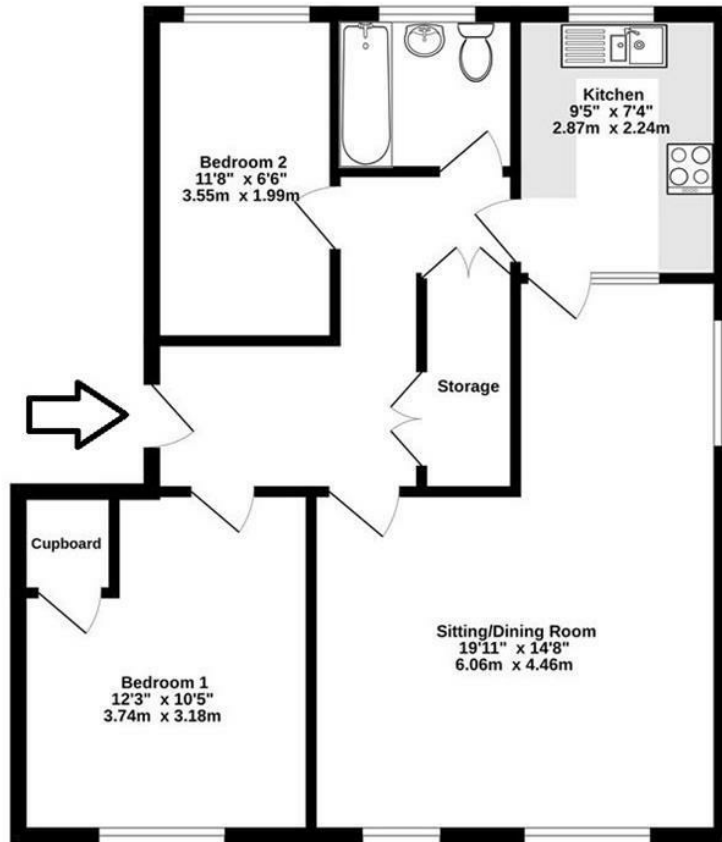 Kitchen
9'5" x 7'4"
2.87m x 2.24m
Bedroom 2
11'8" x 6'6"
3.55m x 1.99m
Storage
Cupboard
Sitting/Dining Room
19'11" x 14'8"
6.06m x 4.46m
Bedroom 1
12'3" x 10'5"
3.74m x 3.18m